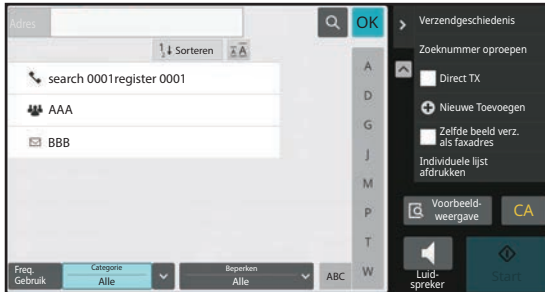 Adres
OK
Sorteren
A
search 0001register 0001
AAA
BBB
A
D
G
J
M
P
T
W
Freq.
Gebruik
Categorie
Alle
Beperken
Alle
ABC
Verzendgeschiedenis
Zoeknummer oproepen
Direct TX
Nieuwe Toevoegen
Zelfde beeld verz.
als faxadres
Individuele lijst
afdrukken
Voorbeeld-
weergave
CA
Luid-
spreker
Start